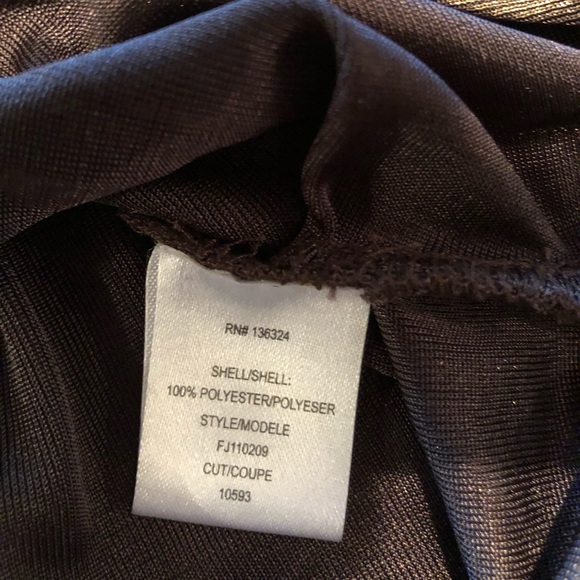 RN# 136324
SHELL/SHELL:
100% POLYESTER/POLYESER
STYLE/MODELE
FJ110209
CUT/COUPE
10593